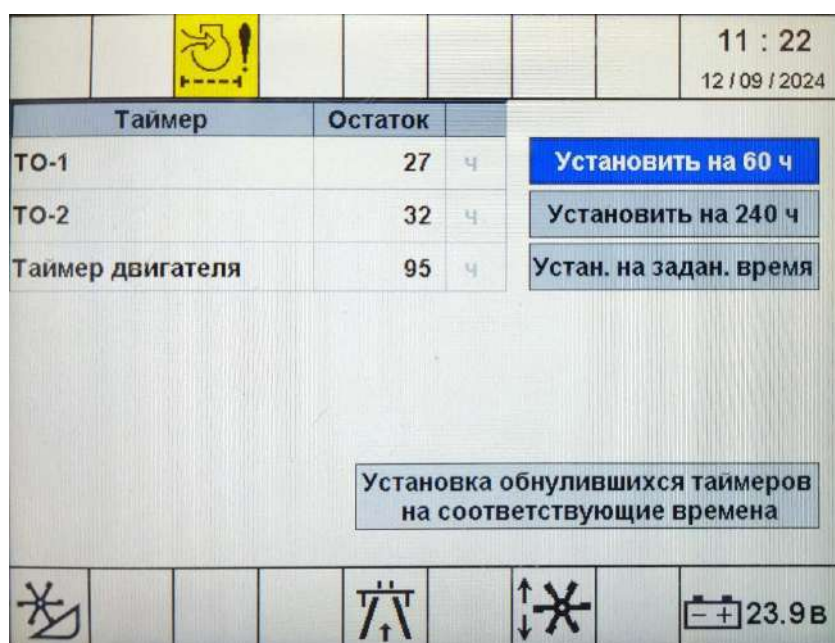 11 : 22
12 / 09 / 2024
Таймер Остаток
ТО-1 27 ч Установить на 60 ч
ТО-2 32 ч Установить на 240 ч
Таймер двигателя 95 ч Устан. на задан. время
Установка обнулившихся таймеров
на соответствующие времена
23.9 В